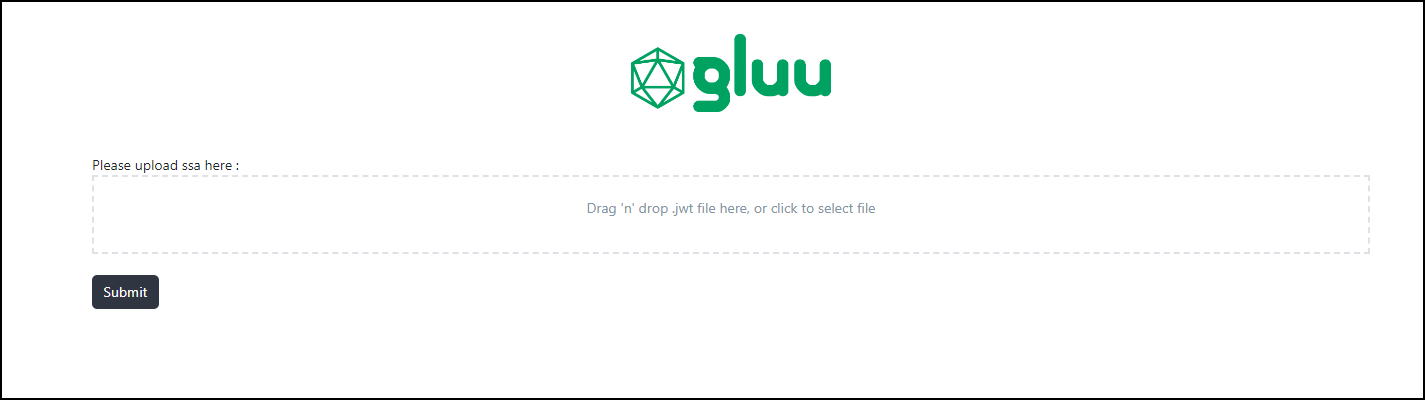 gluu
Please upload ssa here :
Drag 'n' drop .jwt file here, or click to select file
Submit